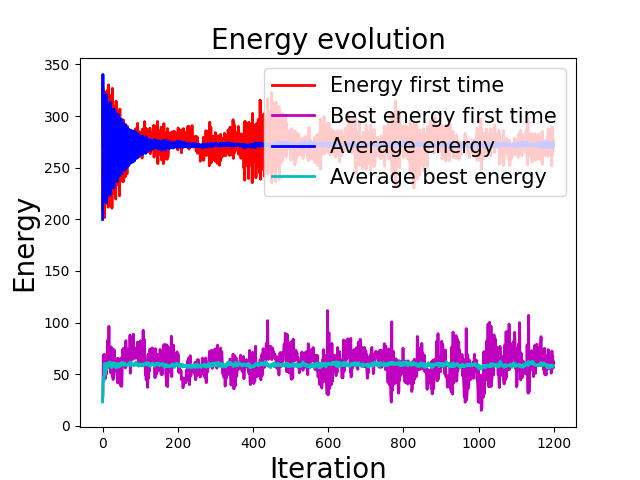 Energy evolution
350
300
250
200
150
100
50
0
Energy
Energy first time
Best energy first time
Average energy
Average best energy
0 200 400 600 800 1000 1200
Iteration